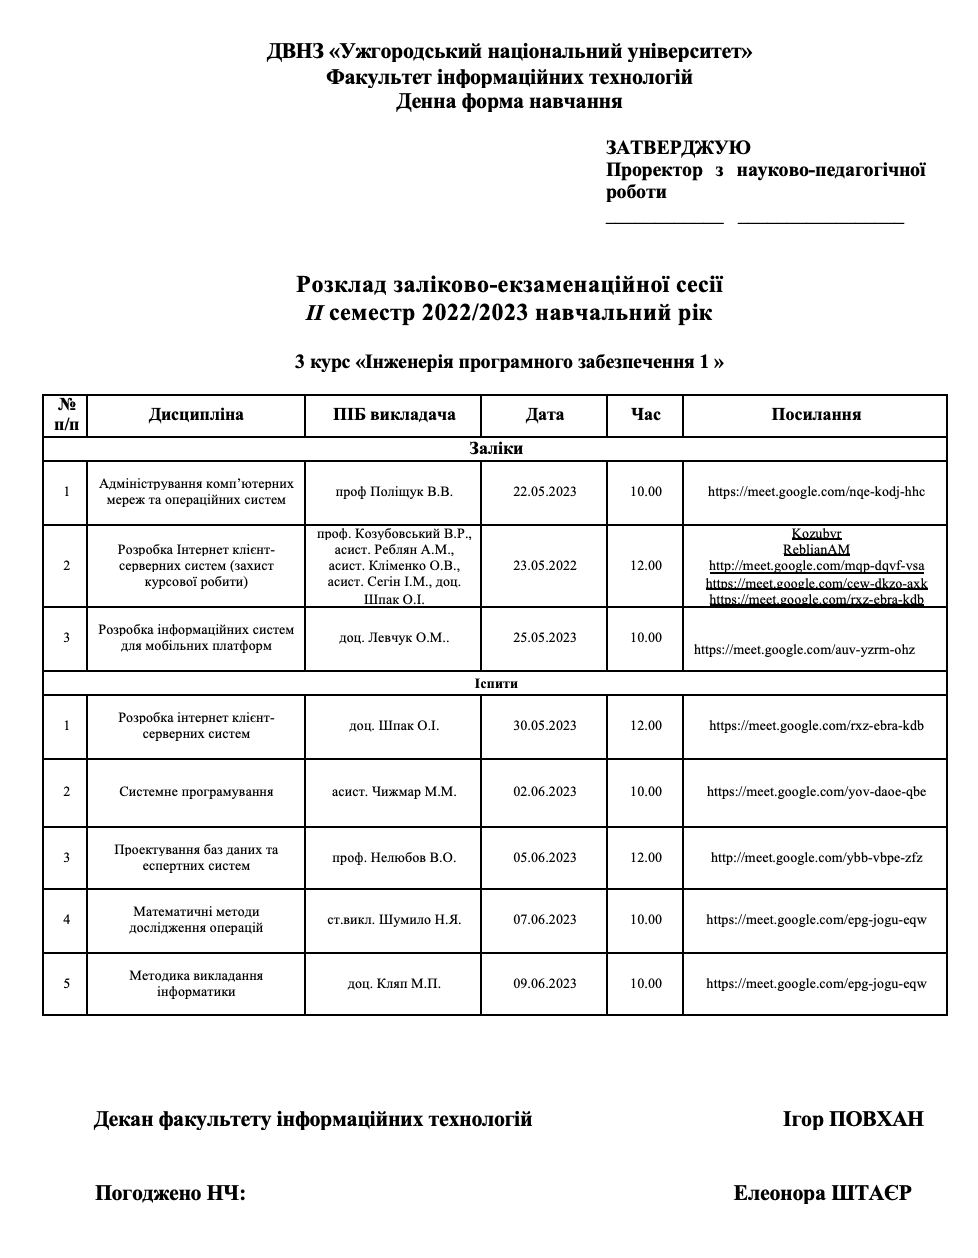 ДВНЗ «Ужгородський національний університет»
Факультет інформаційних технологій
Денна форма навчання
ЗАТВЕРДЖУЮ
Проректор з науково-педагогічної
роботи
____________ _________________
Розклад заліково-екзаменаційної сесії
II семестр 2022/2023 навчальний рік
3 курс «Інженерія програмного забезпечення 1 »
№ п/п Дисципліна ПІБ викладача Дата Час Посилання
Заліки
1 Адміністрування комп’ютерних мереж та операційних систем проф Поліщук В.В. 22.05.2023 10.00 https://meet.google.com/nqe-kodj-hhc
2 Розробка Інтернет клієнт-серверних систем (захист курсової робити) проф. Козубовський В.Р., асист. Реблян А.М., асист. Кліменко О.В., асист. Сегін І.М., доц. Шпак О.І. 23.05.2022 12.00 Kozubvr ReblianAM http://meet.google.com/mqp-dqvf-vsa https://meet.google.com/cew-dkzo-axk https://meet.google.com/rxz-ebra-kdb
3 Розробка інформаційних систем для мобільних платформ доц. Левчук О.М.. 25.05.2023 10.00 https://meet.google.com/auv-yzrm-ohz
Іспити
1 Розробка інтернет клієнт-серверних систем доц. Шпак О.І. 30.05.2023 12.00 https://meet.google.com/rxz-ebra-kdb
2 Системне програмування асист. Чижмар М.М. 02.06.2023 10.00 https://meet.google.com/yov-daoe-qbe
3 Проектування баз даних та еспертних систем проф. Нелюбов В.О. 05.06.2023 12.00 http://meet.google.com/ybb-vbpe-zfz
4 Математичні методи дослідження операцій ст.викл. Шумило Н.Я. 07.06.2023 10.00 https://meet.google.com/epg-jogu-eqw
5 Методика викладання інформатики доц. Кляп М.П. 09.06.2023 10.00 https://meet.google.com/epg-jogu-eqw
Декан факультету інформаційних технологій Ігор ПОВХАН
Погоджено НЧ: Елеонора ШТАЄР